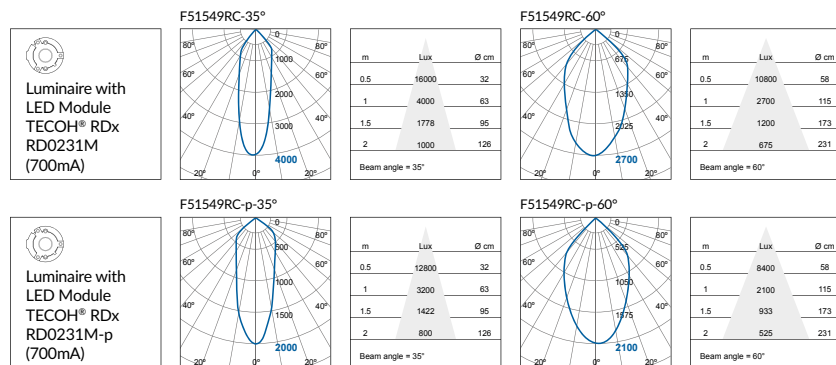 F51549RC-35°
F51549RC-60°
Luminaire with
LED Module
TECOH® RDx
RD0231M
(700mA)
0
80° 80°
1000
60° 60°
2000
40° 40°
3000
4000
20° 0° 20°
m Lux Ø cm
0.5 16000 32
1 4000 63
1.5 1778 95
2 1000 126
Beam angle = 35°
0
80° 80°
675
60° 60°
1350
40° 40°
2025
2700
20° 0° 20°
m Lux Ø cm
0.5 10800 58
1 2700 115
1.5 1200 173
2 675 231
Beam angle = 60°
F51549RC-p-35°
F51549RC-p-60°
Luminaire with
LED Module
TECOH® RDx
RD0231M-p
(700mA)
0
80° 80°
500
60° 60°
1000
40° 40°
1500
2000
20° 0° 20°
m Lux Ø cm
0.5 12800 32
1 3200 63
1.5 1422 95
2 800 126
Beam angle = 35°
0
80° 80°
525
60° 60°
1050
40° 40°
1575
2100
20° 0° 20°
m Lux Ø cm
0.5 8400 58
1 2100 115
1.5 933 173
2 525 231
Beam angle = 60°